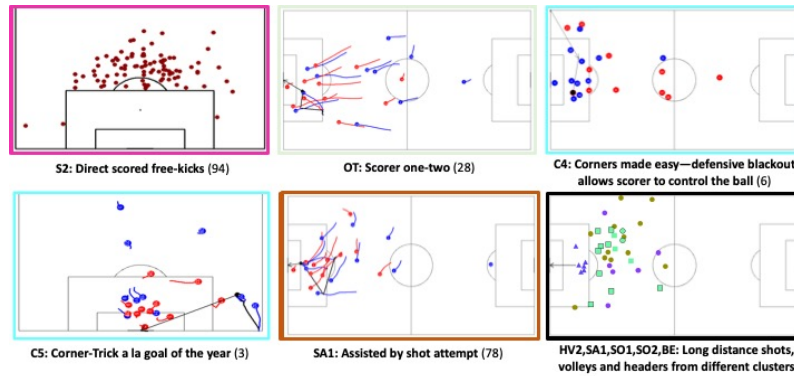 S2: Direct scored free-kicks (94)
OT: Scorer one-two (28)
C4: Corners made easy—defensive blackout
allows scorer to control the ball (6)
C5: Corner-Trick a la goal of the year (3)
SA1: Assisted by shot attempt (78)
HV2,SA1,SO1,SO2,BE: Long distance shots,
volleys and headers from different clusters